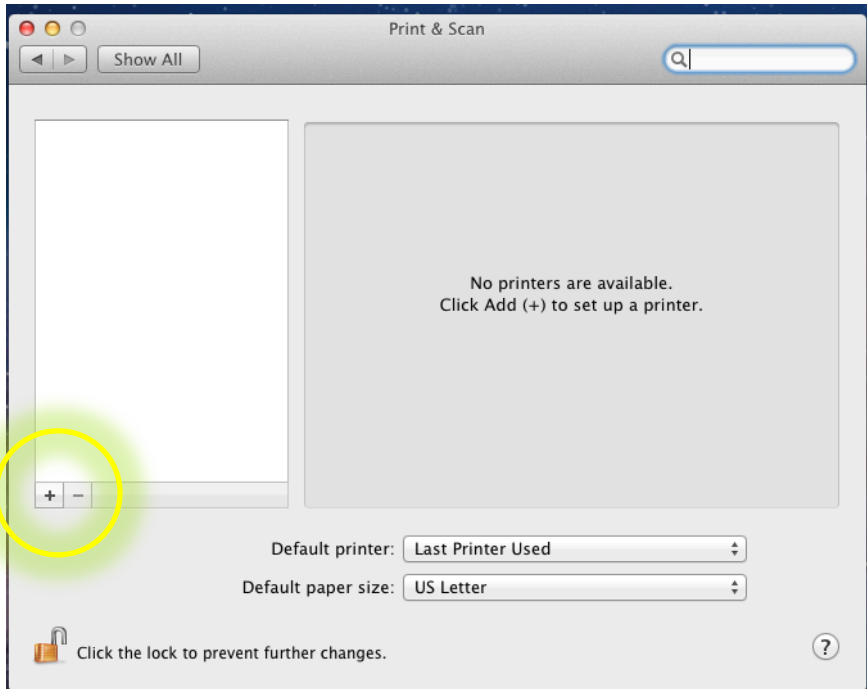 Print & Scan
Show All
No printers are available.
Click Add (+) to set up a printer.
+ −
Default printer: Last Printer Used
Default paper size: US Letter
Click the lock to prevent further changes.
?